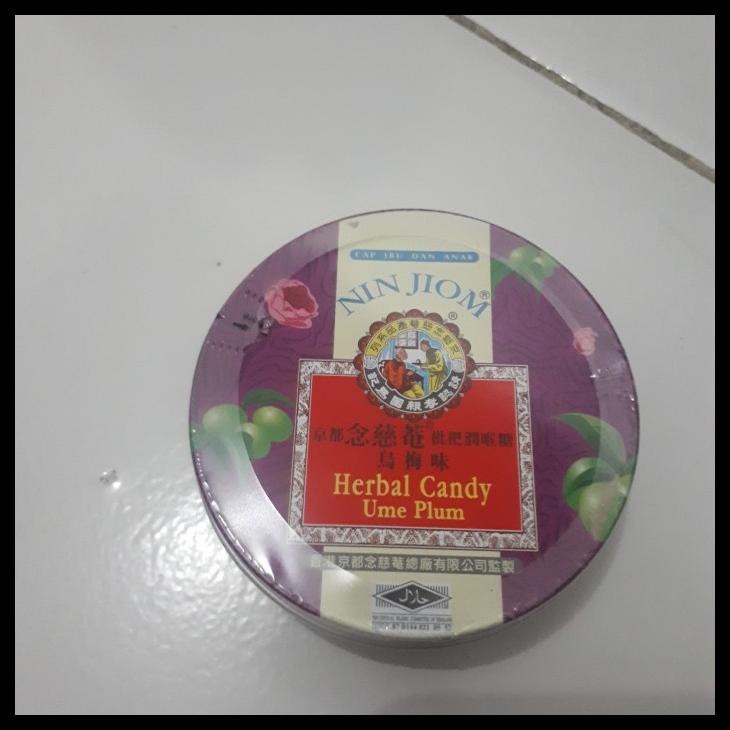 CAP IBU DAN ANAK
NIN JIOM®
®
京都念慈菴枇杷潤喉糖
烏梅味
Herbal Candy
Ume Plum
香港京都念慈菴總廠有限公司監製
حلال